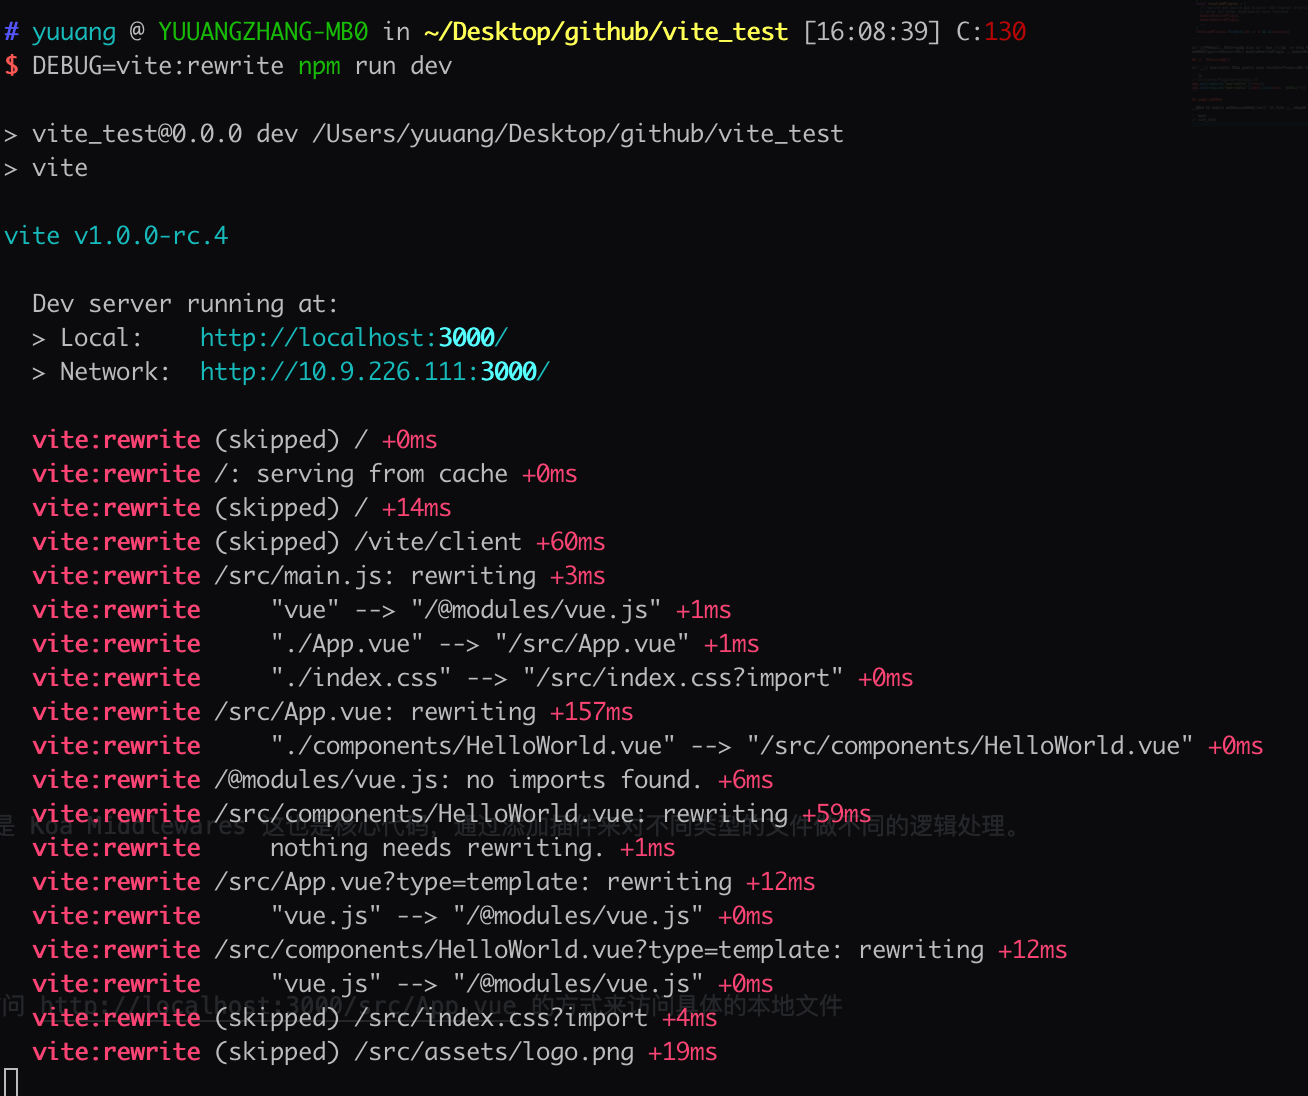 # yuuang @ YUUANGZHANG-MB0 in ~/Desktop/github/vite_test [16:08:39] C:130
$ DEBUG=vite:rewrite npm run dev
> vite_test@0.0.0 dev /Users/yuuang/Desktop/github/vite_test
> vite
vite v1.0.0-rc.4
Dev server running at:
> Local: http://localhost:3000/
> Network: http://10.9.226.111:3000/
vite:rewrite (skipped) / +0ms
vite:rewrite /: serving from cache +0ms
vite:rewrite (skipped) / +14ms
vite:rewrite (skipped) /vite/client +60ms
vite:rewrite /src/main.js: rewriting +3ms
vite:rewrite "vue" --> "/@modules/vue.js" +1ms
vite:rewrite "./App.vue" --> "/src/App.vue" +1ms
vite:rewrite "./index.css" --> "/src/index.css?import" +0ms
vite:rewrite /src/App.vue: rewriting +157ms
vite:rewrite "./components/HelloWorld.vue" --> "/src/components/HelloWorld.vue" +0ms
vite:rewrite /@modules/vue.js: no imports found. +6ms
vite:rewrite /src/components/HelloWorld.vue: rewriting +59ms
是 Koa Middlewares 这也是核心代码，通过添加插件来对不同类型的文件做不同的逻辑处理。
vite:rewrite nothing needs rewriting. +1ms
vite:rewrite /src/App.vue?type=template: rewriting +12ms
vite:rewrite "vue.js" --> "/@modules/vue.js" +0ms
vite:rewrite /src/components/HelloWorld.vue?type=template: rewriting +12ms
vite:rewrite "vue.js" --> "/@modules/vue.js" +0ms
问 http://localhost:3000/src/App.vue 的方式来访问具体的本地文件
vite:rewrite (skipped) /src/index.css?import +4ms
vite:rewrite (skipped) /src/assets/logo.png +19ms